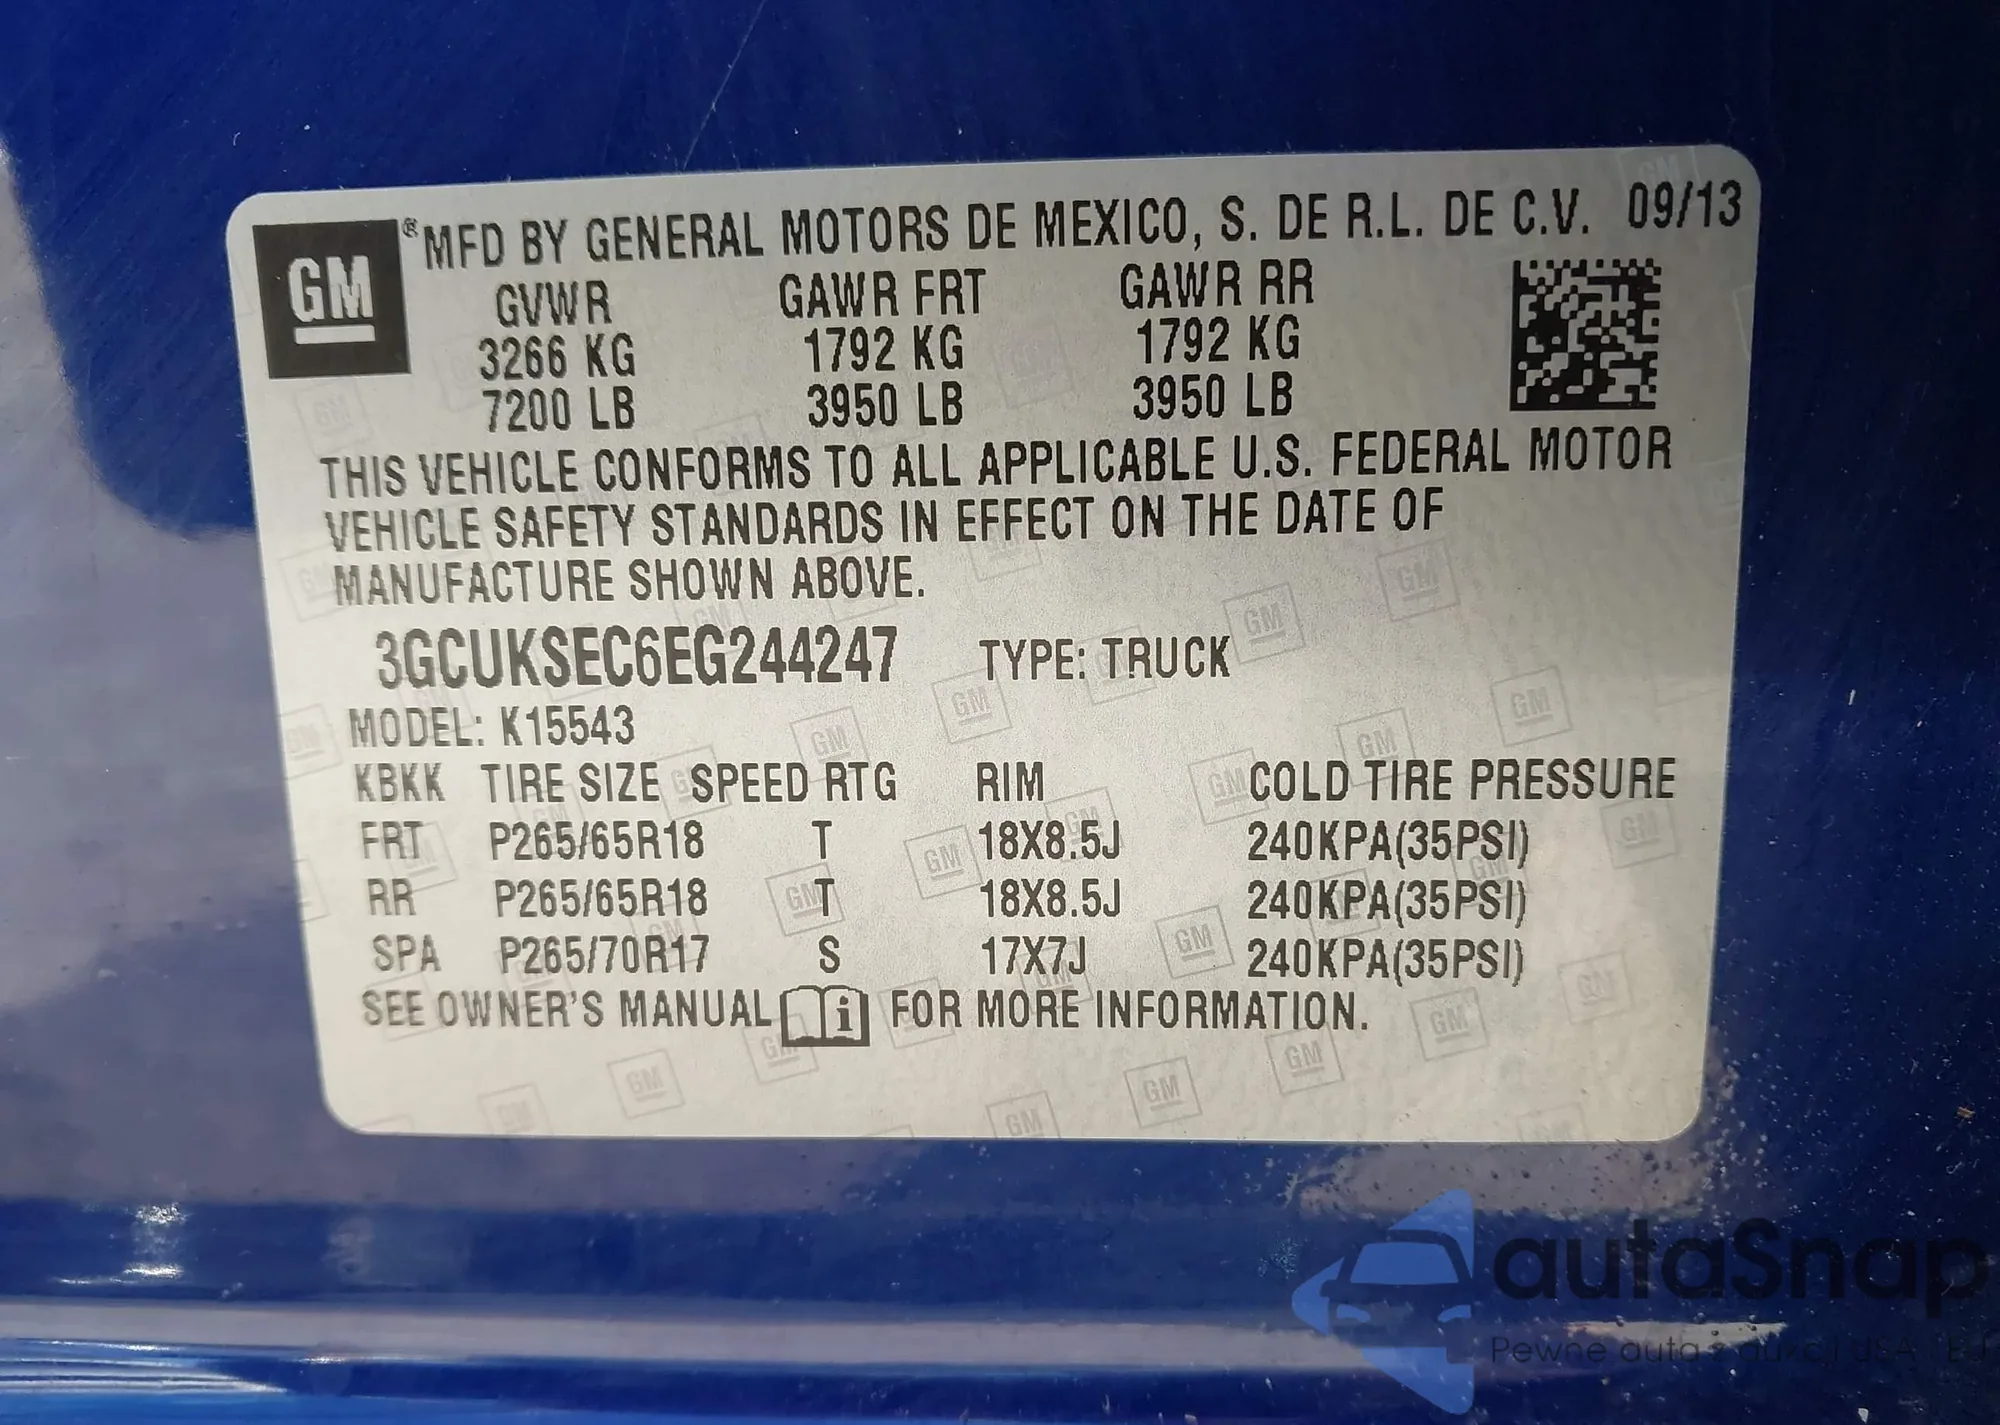 GM ® MFD BY GENERAL MOTORS DE MEXICO, S. DE R.L. DE C.V. 09/13
GVWR GAWR FRT GAWR RR
3266 KG 1792 KG 1792 KG
7200 LB 3950 LB 3950 LB
THIS VEHICLE CONFORMS TO ALL APPLICABLE U.S. FEDERAL MOTOR
VEHICLE SAFETY STANDARDS IN EFFECT ON THE DATE OF
MANUFACTURE SHOWN ABOVE.
3GCUKSEC6EG244247 TYPE: TRUCK
MODEL: K15543
KBKK TIRE SIZE SPEED RTG RIM COLD TIRE PRESSURE
FRT P265/65R18 T 18X8.5J 240KPA(35PSI)
RR P265/65R18 T 18X8.5J 240KPA(35PSI)
SPA P265/70R17 S 17X7J 240KPA(35PSI)
SEE OWNER'S MANUAL i FOR MORE INFORMATION.
autaSnap
Pewne auta z aukcji